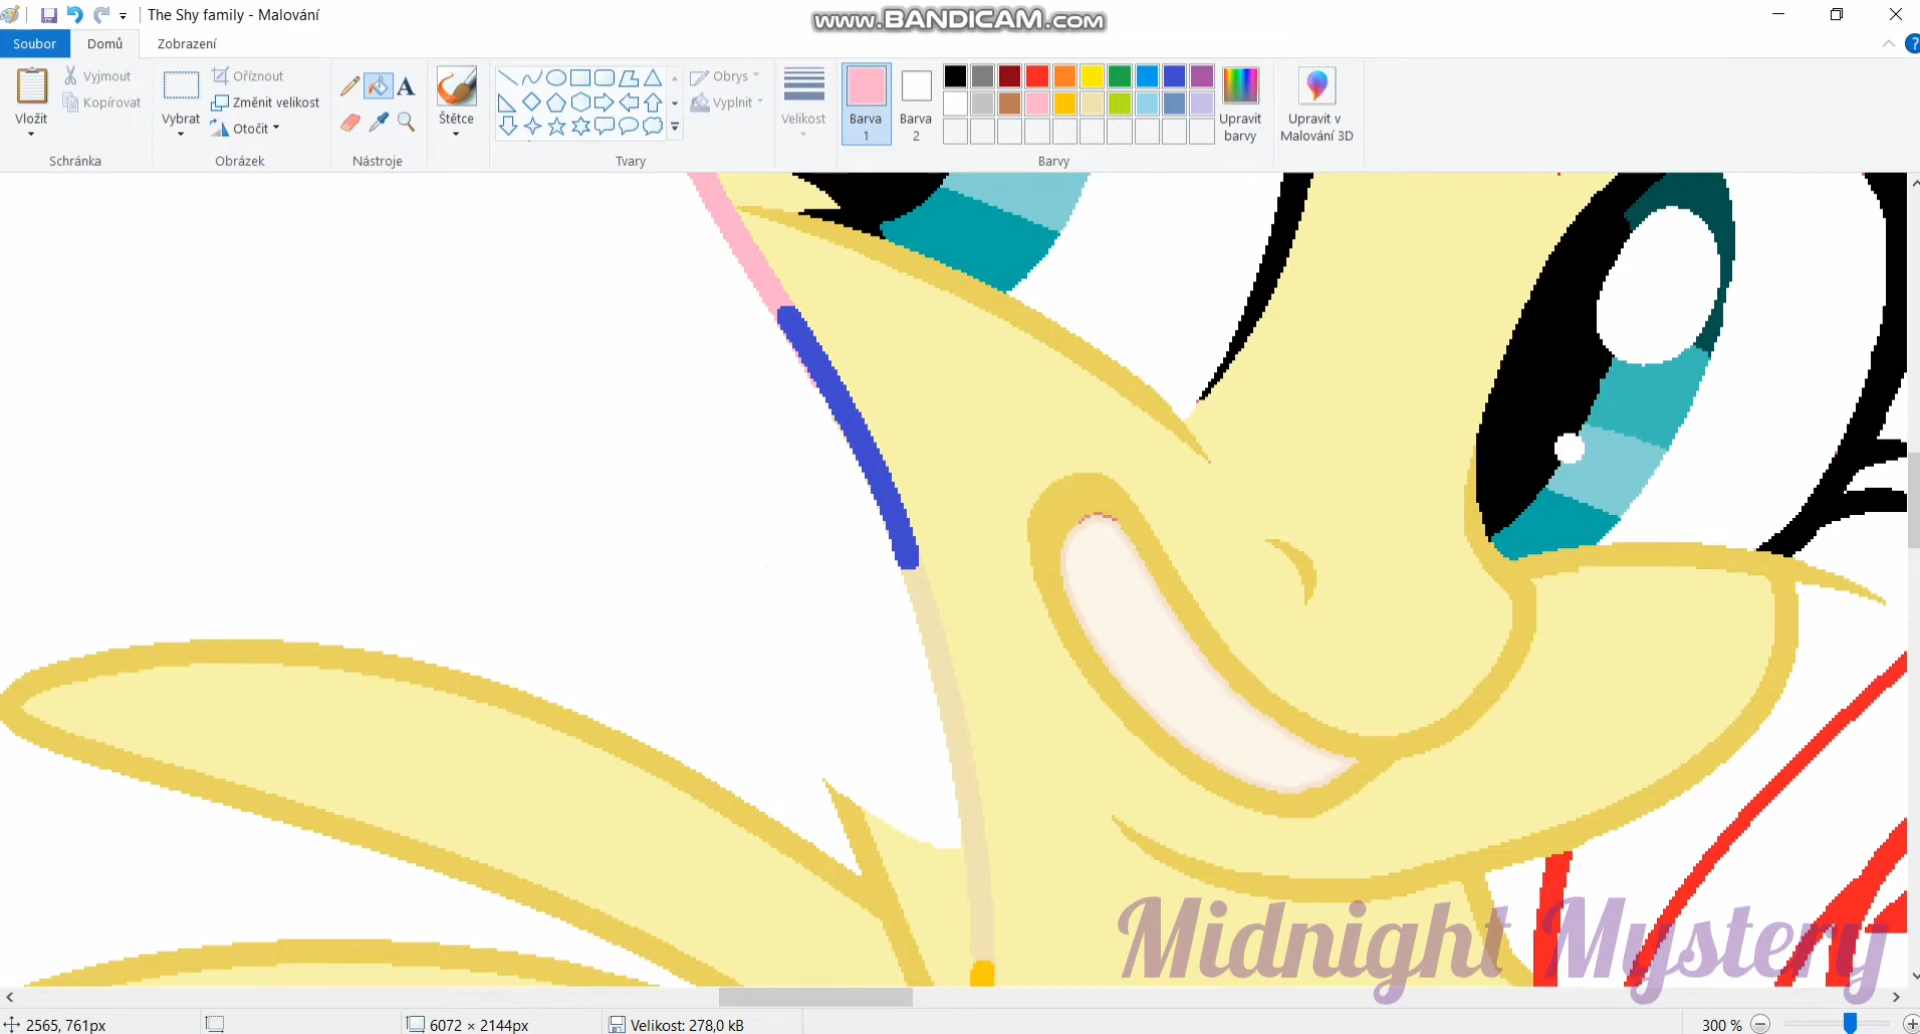 The Shy family - Malování
www.BANDICAM.com
Soubor
Domů
Zobrazení
Vložit
Vyjmout
Kopírovat
Schránka
Vybrat
Oříznout
Změnit velikost
Otočit
Obrázek
A
Nástroje
Štětce
Obrys
Vyplnit
Tvary
Velikost
Barva
1
Barva
2
Upravit
barvy
Barvy
Upravit v
Malování 3D
?
Midnight Mystery
2565, 761px
6072 × 2144px
Velikost: 278,0 kB
300 %